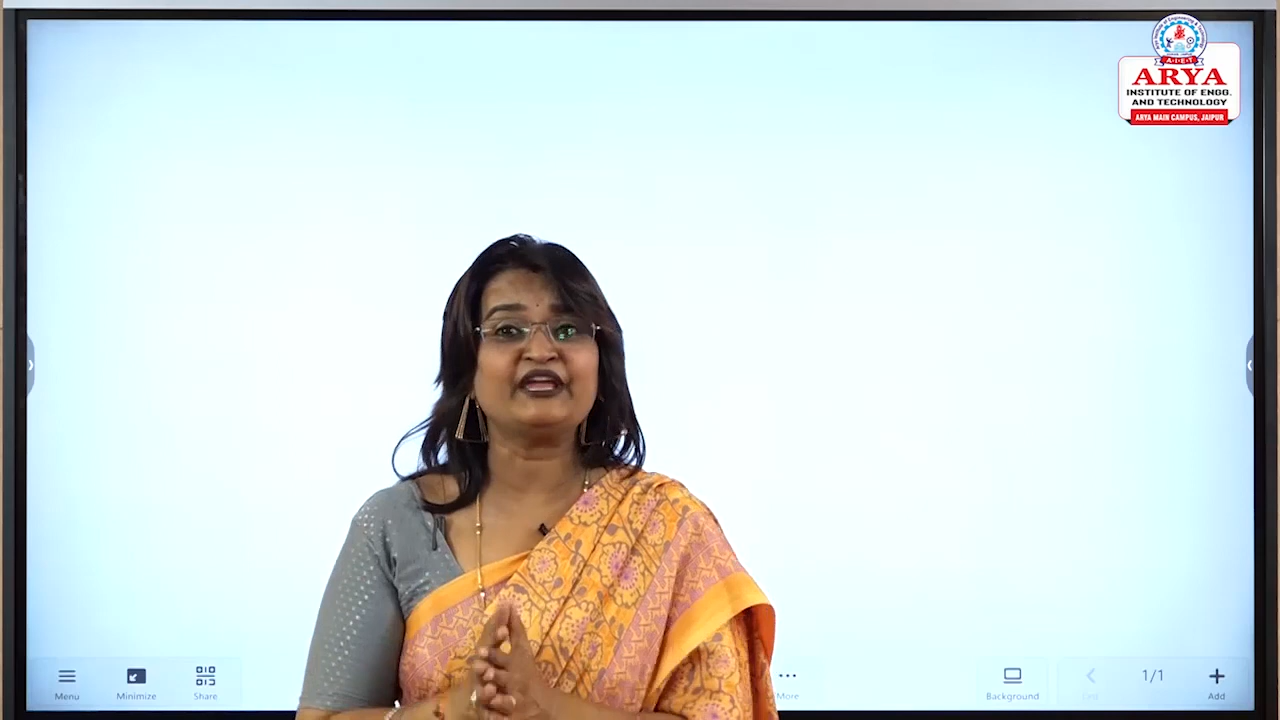 A·I·E·T
ARYA
INSTITUTE OF ENGG.
AND TECHNOLOGY
ARYA MAIN CAMPUS, JAIPUR
Menu
Minimize
Share
More
Background
1/1
Add